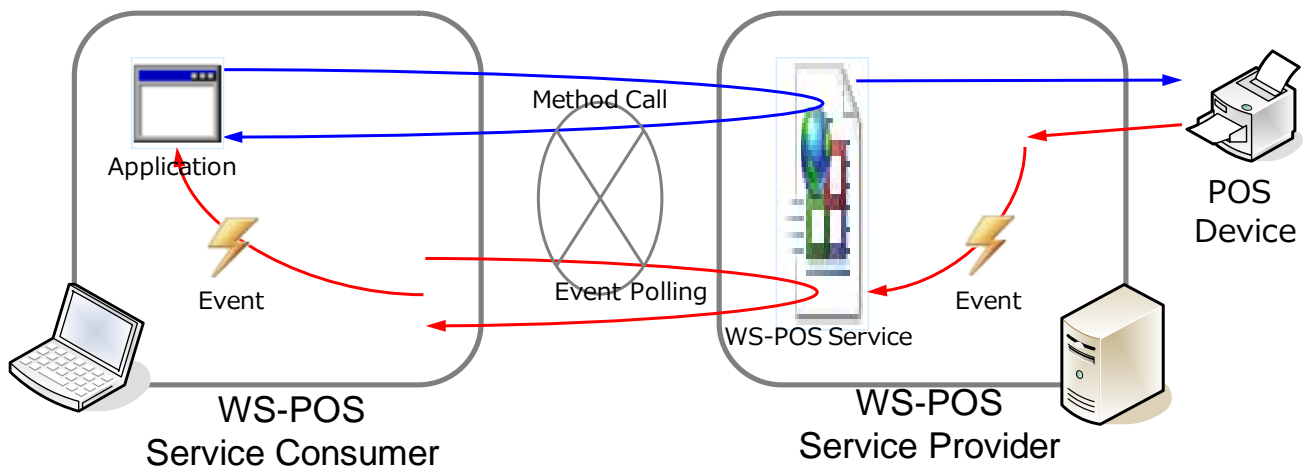 Method Call
Application
POS
Device
Event
Event Polling
Event
WS-POS Service
WS-POS
Service Consumer
WS-POS
Service Provider